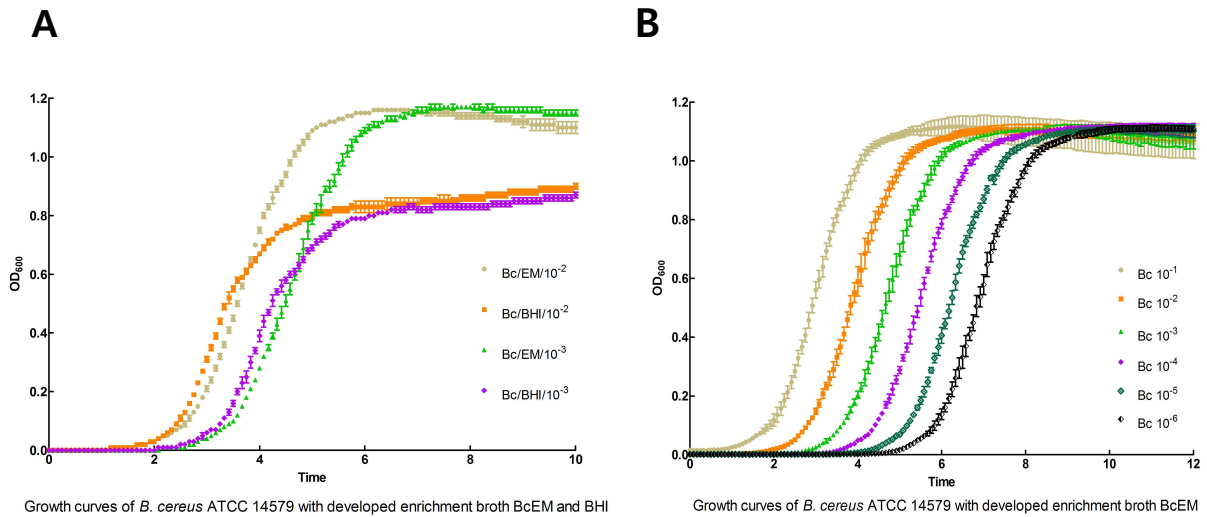 A
1.2
1.0
0.8
0.6
0.4
0.2
0.0
OD600
0 2 4 6 8 10
Time
Bc/EM/10-2
Bc/BHI/10-2
Bc/EM/10-3
Bc/BHI/10-3
Growth curves of B. cereus ATCC 14579 with developed enrichment broth BcEM and BHI
B
1.2
1.0
0.8
0.6
0.4
0.2
0.0
OD600
0 2 4 6 8 10 12
Time
Bc 10-1
Bc 10-2
Bc 10-3
Bc 10-4
Bc 10-5
Bc 10-6
Growth curves of B. cereus ATCC 14579 with developed enrichment broth BcEM